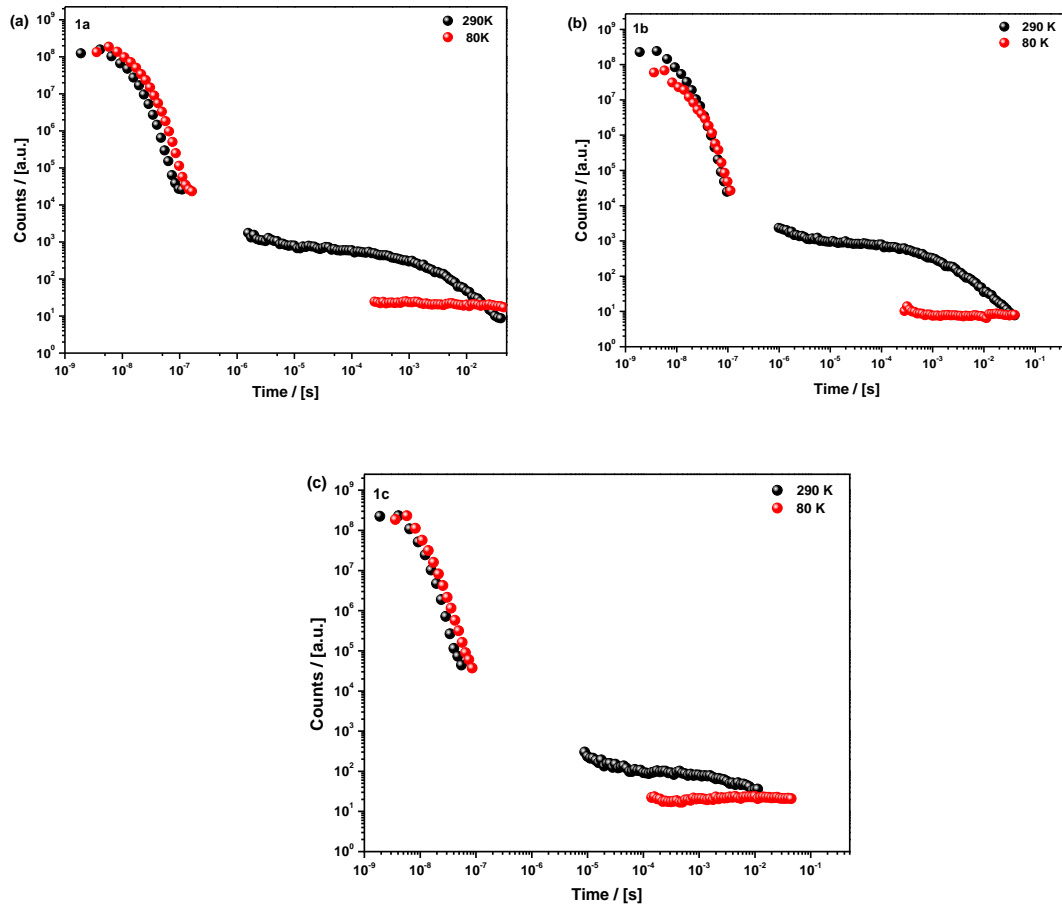 (a)
1a
290K
80K
Counts / [a.u.]
10⁹
10⁸
10⁷
10⁶
10⁵
10⁴
10³
10²
10¹
10⁰
10⁻⁹ 10⁻⁸ 10⁻⁷ 10⁻⁶ 10⁻⁵ 10⁻⁴ 10⁻³ 10⁻²
Time / [s]
(b)
1b
290 K
80 K
Counts / [a.u.]
10⁹
10⁸
10⁷
10⁶
10⁵
10⁴
10³
10²
10¹
10⁰
10⁻⁹ 10⁻⁸ 10⁻⁷ 10⁻⁶ 10⁻⁵ 10⁻⁴ 10⁻³ 10⁻² 10⁻¹
Time / [s]
(c)
1c
290 K
80 K
Counts / [a.u.]
10⁹
10⁸
10⁷
10⁶
10⁵
10⁴
10³
10²
10¹
10⁰
10⁻⁹ 10⁻⁸ 10⁻⁷ 10⁻⁶ 10⁻⁵ 10⁻⁴ 10⁻³ 10⁻² 10⁻¹
Time / [s]